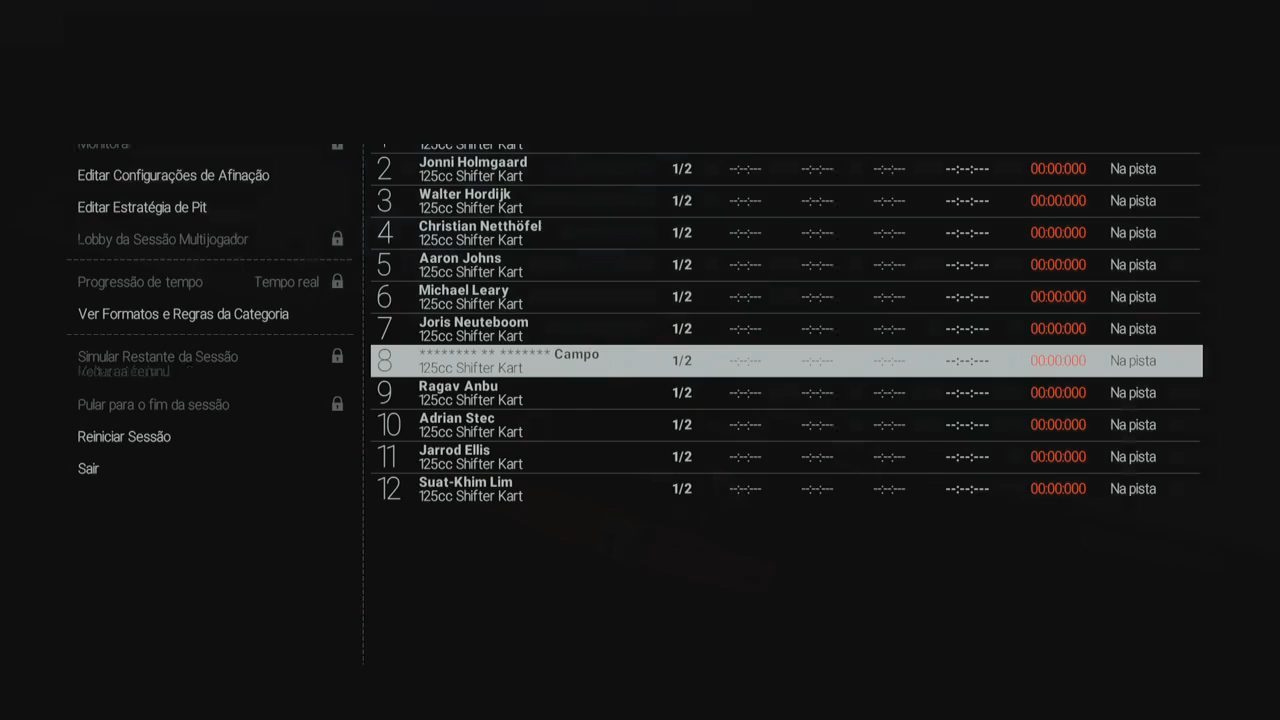 Monitorar
Editar Configurações de Afinação
Editar Estratégia de Pit
Lobby da Sessão Multijogador
Progressão de tempo Tempo real
Ver Formatos e Regras da Categoria
Simular Restante da Sessão
Pular para o fim da sessão
Reiniciar Sessão
Sair
125cc Shifter Kart
2 Jonni Holmgaard 1/2 --:--:--- --:--:--- --:--:--- --:--:--- 00:00:000 Na pista
125cc Shifter Kart
3 Walter Hordijk 1/2 --:--:--- --:--:--- --:--:--- --:--:--- 00:00:000 Na pista
125cc Shifter Kart
4 Christian Netthöfel 1/2 --:--:--- --:--:--- --:--:--- --:--:--- 00:00:000 Na pista
125cc Shifter Kart
5 Aaron Johns 1/2 --:--:--- --:--:--- --:--:--- --:--:--- 00:00:000 Na pista
125cc Shifter Kart
6 Michael Leary 1/2 --:--:--- --:--:--- --:--:--- --:--:--- 00:00:000 Na pista
125cc Shifter Kart
7 Joris Neuteboom 1/2 --:--:--- --:--:--- --:--:--- --:--:--- 00:00:000 Na pista
125cc Shifter Kart
8 ******** ** ******* Campo 1/2 --:--:--- --:--:--- --:--:--- --:--:--- 00:00:000 Na pista
125cc Shifter Kart
9 Ragav Anbu 1/2 --:--:--- --:--:--- --:--:--- --:--:--- 00:00:000 Na pista
125cc Shifter Kart
10 Adrian Stec 1/2 --:--:--- --:--:--- --:--:--- --:--:--- 00:00:000 Na pista
125cc Shifter Kart
11 Jarrod Ellis 1/2 --:--:--- --:--:--- --:--:--- --:--:--- 00:00:000 Na pista
125cc Shifter Kart
12 Suat-Khim Lim 1/2 --:--:--- --:--:--- --:--:--- --:--:--- 00:00:000 Na pista
125cc Shifter Kart